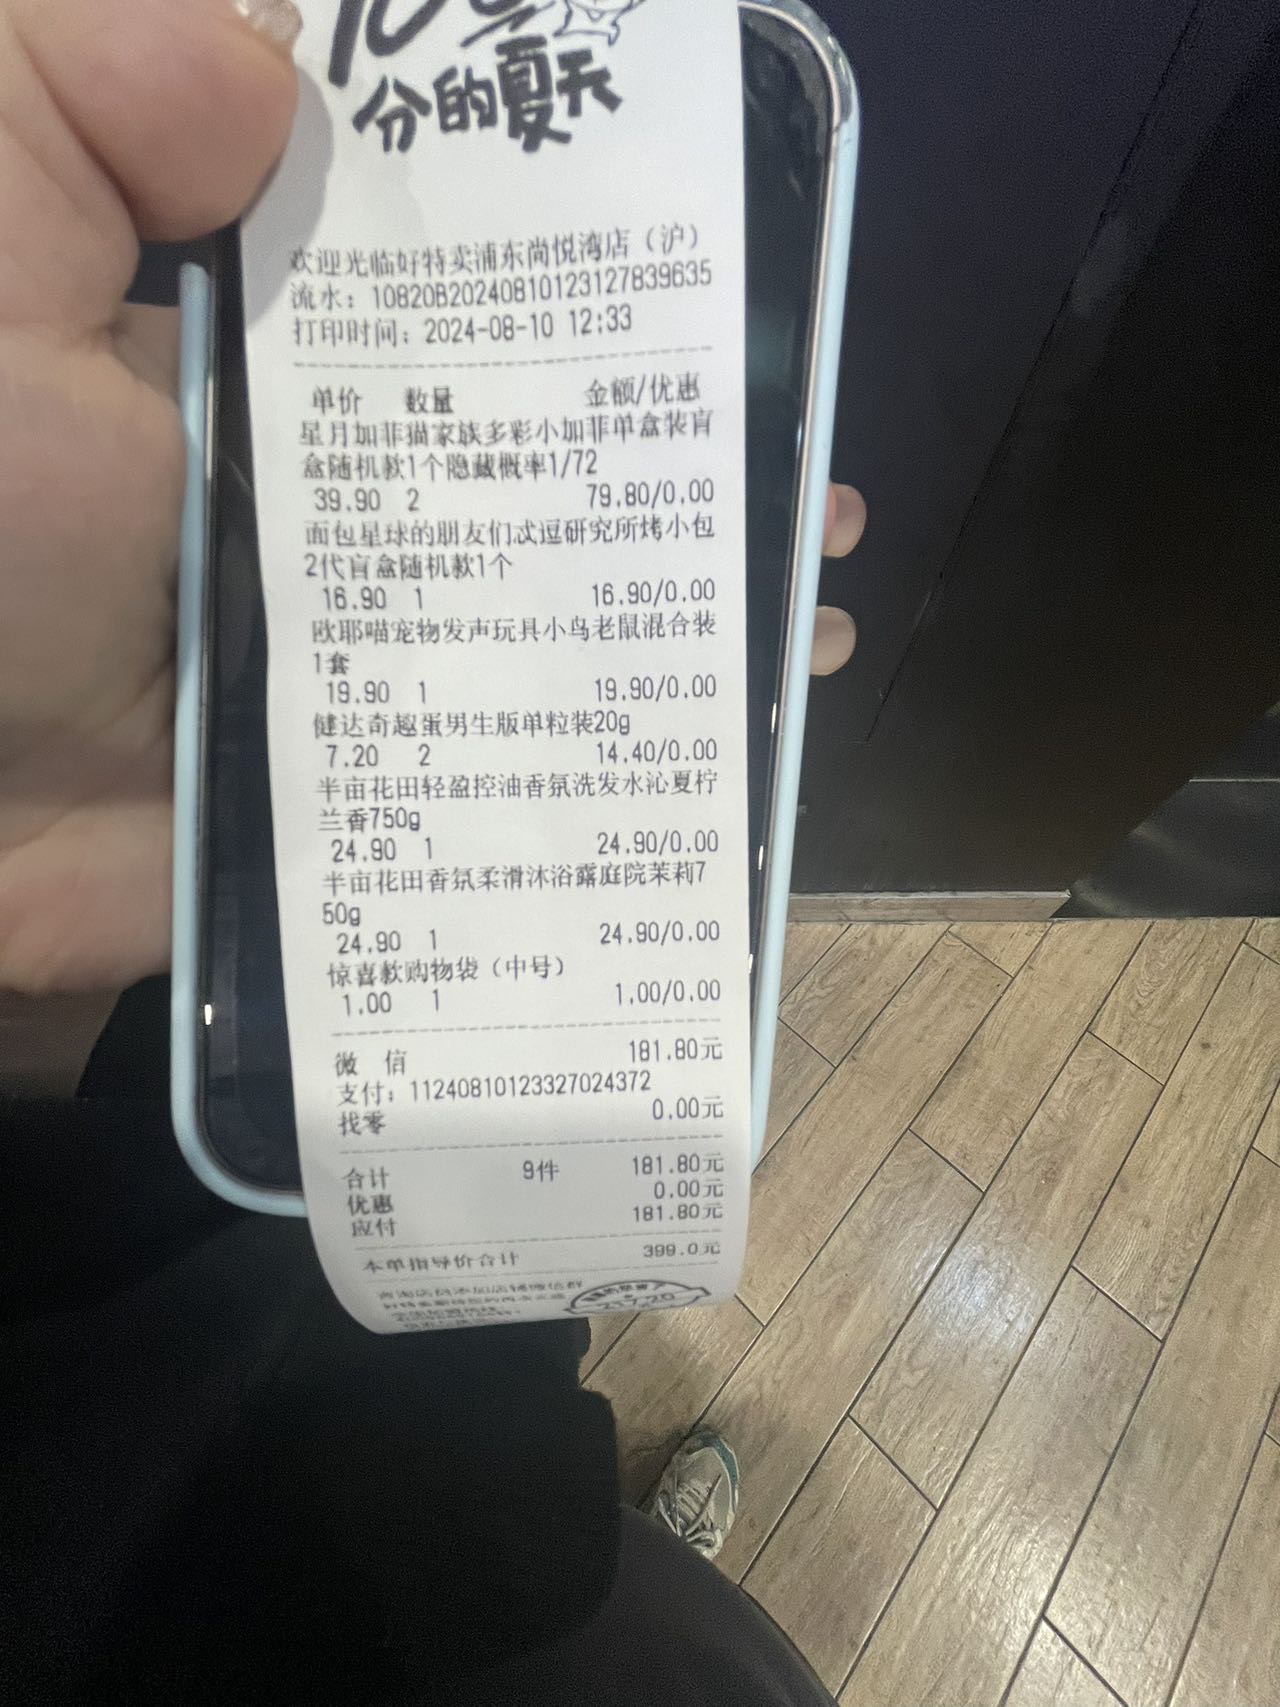 分的夏天
欢迎光临好特卖浦东尚悦湾店（沪）
流水：10820B20240810123127839635
打印时间：2024-08-10 12:33
单价 数量 金额/优惠
星月加菲猫家族多彩小加菲单盒装盲
盒随机款1个隐藏概率1/72
39.90 2 79.80/0.00
面包星球的朋友们忒逗研究所烤小包
2代盲盒随机款1个
16.90 1 16.90/0.00
欧耶喵宠物发声玩具小鸟老鼠混合装
1套
19.90 1 19.90/0.00
健达奇趣蛋男生版单粒装20g
7.20 2 14.40/0.00
半亩花田轻盈控油香氛洗发水沁夏柠
兰香750g
24.90 1 24.90/0.00
半亩花田香氛柔滑沐浴露庭院茉莉7
50g
24.90 1 24.90/0.00
惊喜款购物袋（中号）
1.00 1 1.00/0.00
微 信 181.80元
支付：11240810123327024372
找零 0.00元
合计 9件 181.80元
优惠 0.00元
应付 181.80元
本单指导价合计 399.0元
217.20